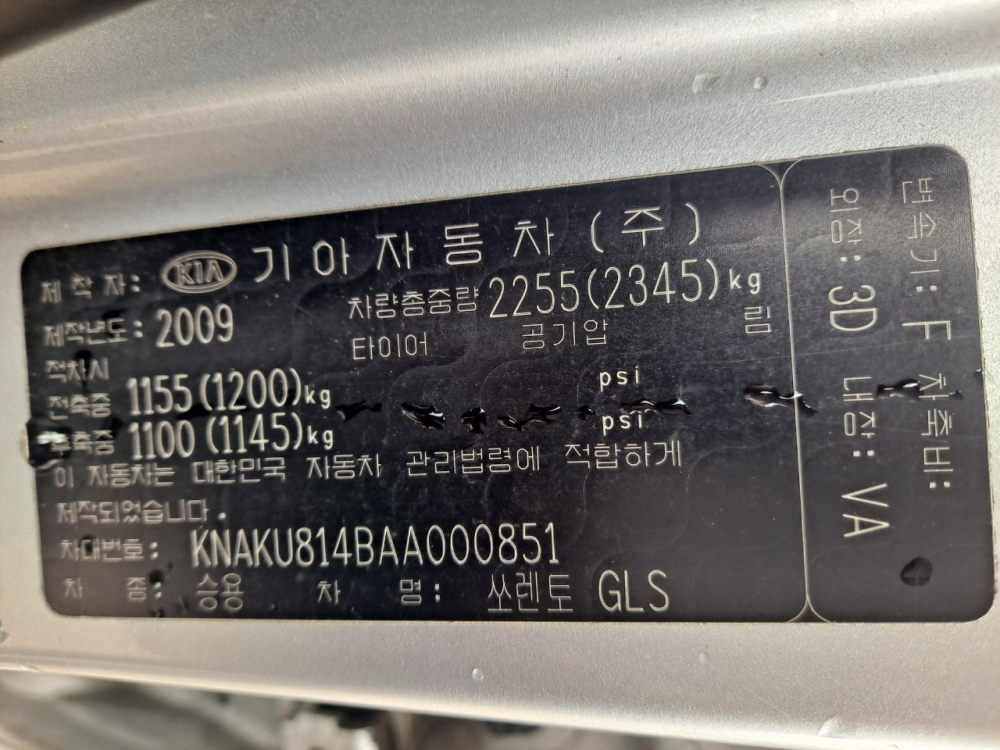 제작자: KIA 기아자동차(주)
제작년도: 2009 차량총중량 2255(2345)kg
적차시 타이어 공기압 림
전축중 1155(1200)kg psi
후축중 1100(1145)kg psi
이 자동차는 대한민국 자동차 관리법령에 적합하게
제작되었습니다.
차대번호: KNAKU814BAA000851
차종: 승용 차명: 쏘렌토 GLS
변속기: F 차축비:
외장: 3D 내장: VA